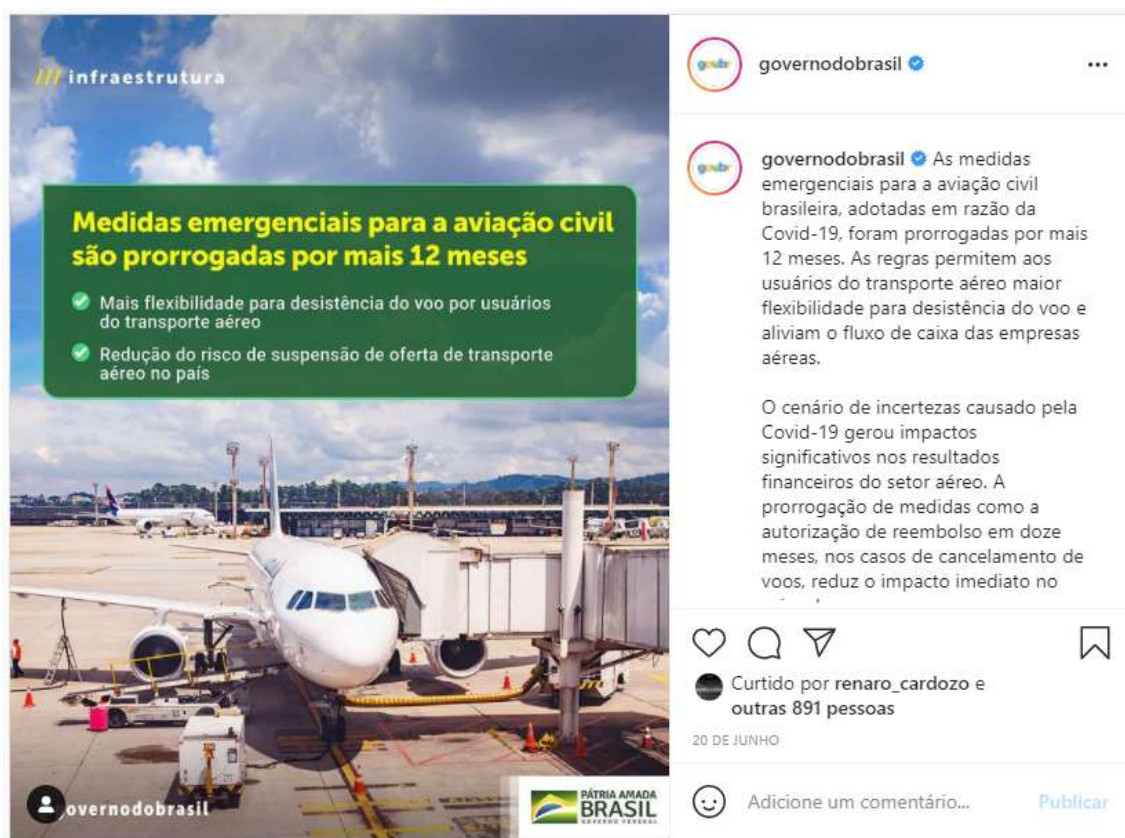 /// infraestrutura
Medidas emergenciais para a aviação civil
são prorrogadas por mais 12 meses
Mais flexibilidade para desistência do voo por usuários
do transporte aéreo
Redução do risco de suspensão de oferta de transporte
aéreo no país
overnodobrasil
PÁTRIA AMADA
BRASIL
GOVERNO FEDERAL
govbr
governodobrasil
govbr
governodobrasil As medidas
emergenciais para a aviação civil
brasileira, adotadas em razão da
Covid-19, foram prorrogadas por mais
12 meses. As regras permitem aos
usuários do transporte aéreo maior
flexibilidade para desistência do voo e
aliviam o fluxo de caixa das empresas
aéreas.
O cenário de incertezas causado pela
Covid-19 gerou impactos
significativos nos resultados
financeiros do setor aéreo. A
prorrogação de medidas como a
autorização de reembolso em doze
meses, nos casos de cancelamento de
voos, reduz o impacto imediato no
Curtido por renaro_cardozo e
outras 891 pessoas
20 DE JUNHO
Adicione um comentário...
Publicar